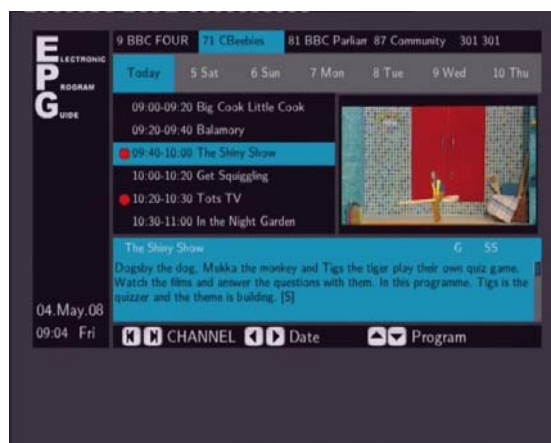 ELECTRONIC
PROGRAM
GUIDE
9 BBC FOUR 71 CBeebies 81 BBC Parliam 87 Community 301 301
Today 5 Sat 6 Sun 7 Mon 8 Tue 9 Wed 10 Thu
09:00-09:20 Big Cook Little Cook
09:20-09:40 Balamory
09:40-10:00 The Shiny Show
10:00-10:20 Get Squiggling
10:20-10:30 Tots TV
10:30-11:00 In the Night Garden
The Shiny Show G
Dogsby the dog, Mukka the monkey and Tigs the tiger play their own quiz game.
Watch the films and answer the questions with them. In this programme. Tigs is the
quizzer and the theme is building. [S]
04.May.08
09:04 Fri
CHANNEL Date Program